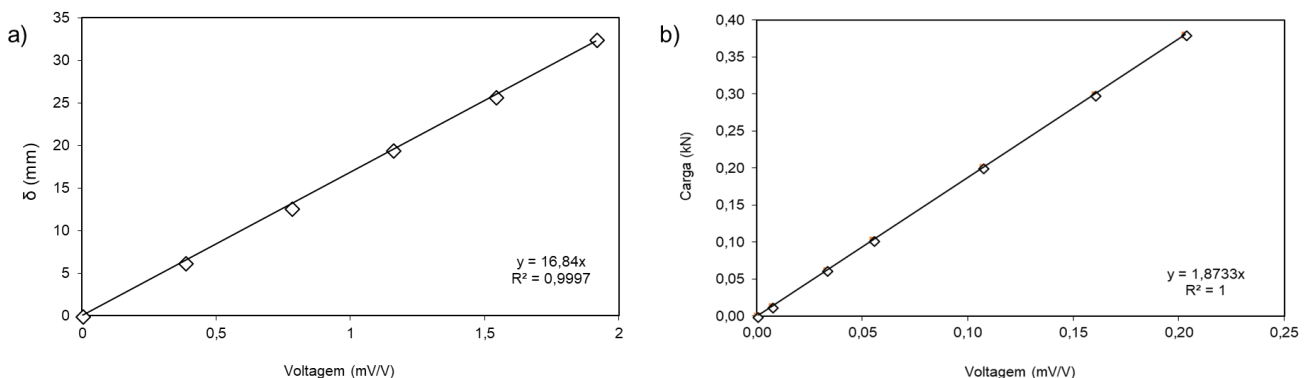 a)
35
30
25
20
15
10
5
0
δ (mm)
0
0,5
1
1,5
2
Voltagem (mV/V)
y = 16,84x
R² = 0,9997
b)
0,40
0,35
0,30
0,25
0,20
0,15
0,10
0,05
0,00
Carga (kN)
0,00
0,05
0,10
0,15
0,20
0,25
Voltagem (mV/V)
y = 1,8733x
R² = 1